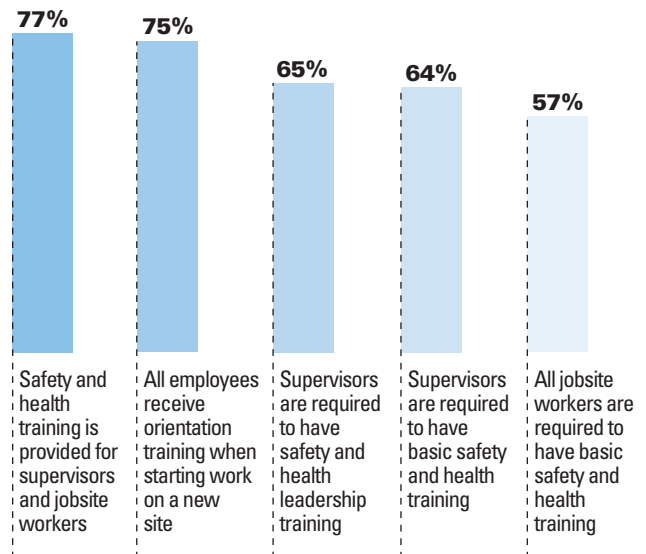 77%
75%
65%
64%
57%
Safety and
health
training is
provided for
supervisors
and jobsite
workers
All employees
receive
orientation
training when
starting work
on a new
site
Supervisors
are required
to have
safety and
health
leadership
training
Supervisors
are required
to have
basic safety
and health
training
All jobsite
workers are
required to
have basic
safety and
health
training